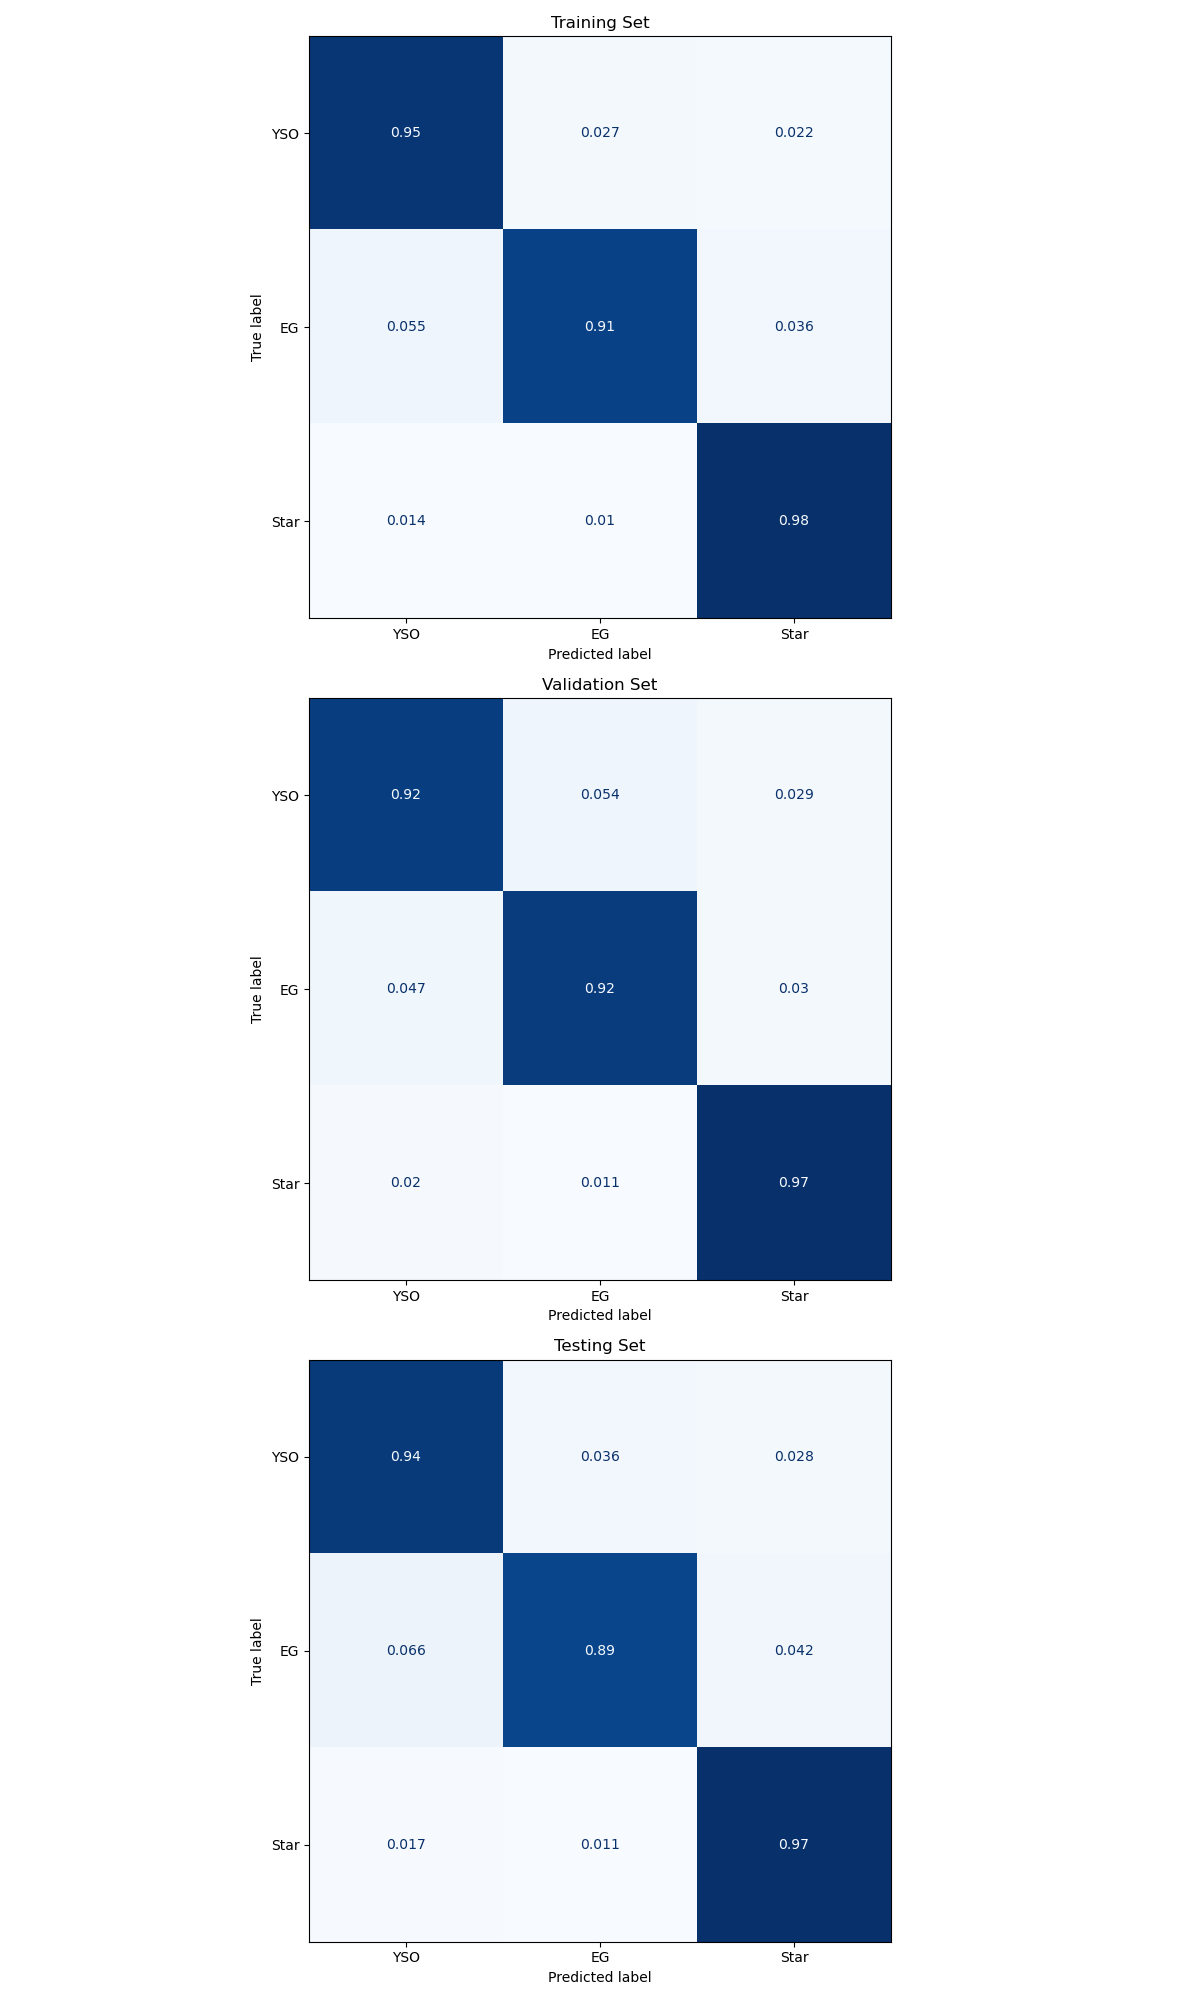 Training Set
YSO 0.95 0.027 0.022
EG 0.055 0.91 0.036
Star 0.014 0.01 0.98
True label
YSO EG Star
Predicted label
Validation Set
YSO 0.92 0.054 0.029
EG 0.047 0.92 0.03
Star 0.02 0.011 0.97
True label
YSO EG Star
Predicted label
Testing Set
YSO 0.94 0.036 0.028
EG 0.066 0.89 0.042
Star 0.017 0.011 0.97
True label
YSO EG Star
Predicted label